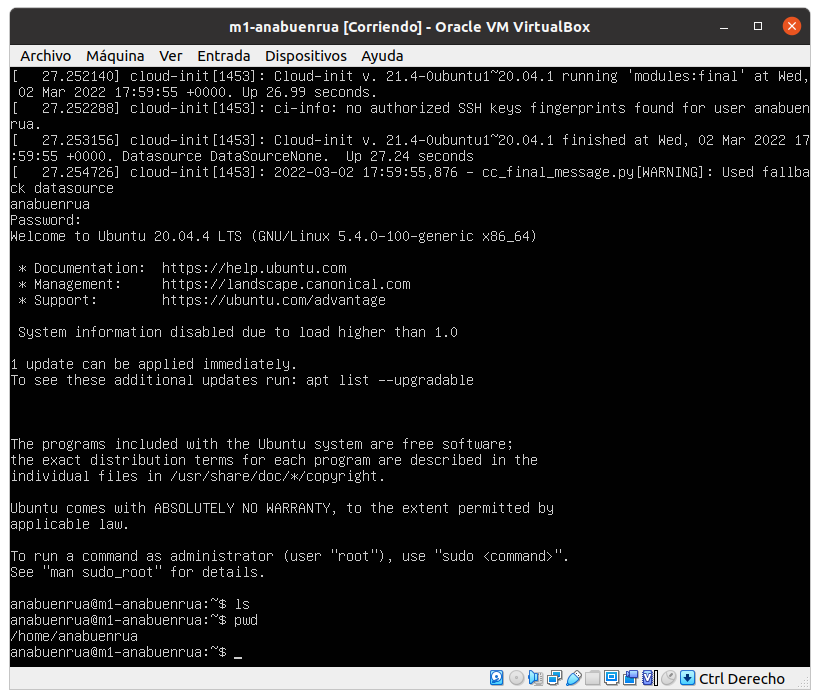 m1-anabuenrua [Corriendo] - Oracle VM VirtualBox
Archivo Máquina Ver Entrada Dispositivos Ayuda
[   27.252140] cloud-init[1453]: Cloud-init v. 21.4-0ubuntu1~20.04.1 running 'modules:final' at Wed,
 02 Mar 2022 17:59:55 +0000. Up 26.99 seconds.
[   27.252288] cloud-init[1453]: ci-info: no authorized SSH keys fingerprints found for user anabuen
rua.
[   27.253156] cloud-init[1453]: Cloud-init v. 21.4-0ubuntu1~20.04.1 finished at Wed, 02 Mar 2022 17
:59:55 +0000. Datasource DataSourceNone.  Up 27.24 seconds
[   27.254726] cloud-init[1453]: 2022-03-02 17:59:55,876 - cc_final_message.py[WARNING]: Used fallba
ck datasource
anabuenrua
Password:
Welcome to Ubuntu 20.04.4 LTS (GNU/Linux 5.4.0-100-generic x86_64)
 * Documentation:  https://help.ubuntu.com
 * Management:     https://landscape.canonical.com
 * Support:        https://ubuntu.com/advantage
 System information disabled due to load higher than 1.0
1 update can be applied immediately.
To see these additional updates run: apt list --upgradable
The programs included with the Ubuntu system are free software;
the exact distribution terms for each program are described in the
individual files in /usr/share/doc/*/copyright.
Ubuntu comes with ABSOLUTELY NO WARRANTY, to the extent permitted by
applicable law.
To run a command as administrator (user "root"), use "sudo <command>".
See "man sudo_root" for details.
anabuenrua@m1-anabuenrua:~$ ls
anabuenrua@m1-anabuenrua:~$ pwd
/home/anabuenrua
anabuenrua@m1-anabuenrua:~$ _
Ctrl Derecho